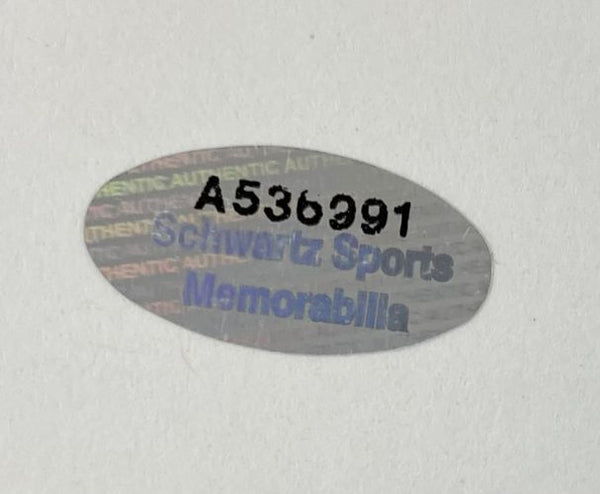 AUTHENTIC AUTHENTIC AUTHENTIC
A536991
Schwartz Sports
Memorabilia